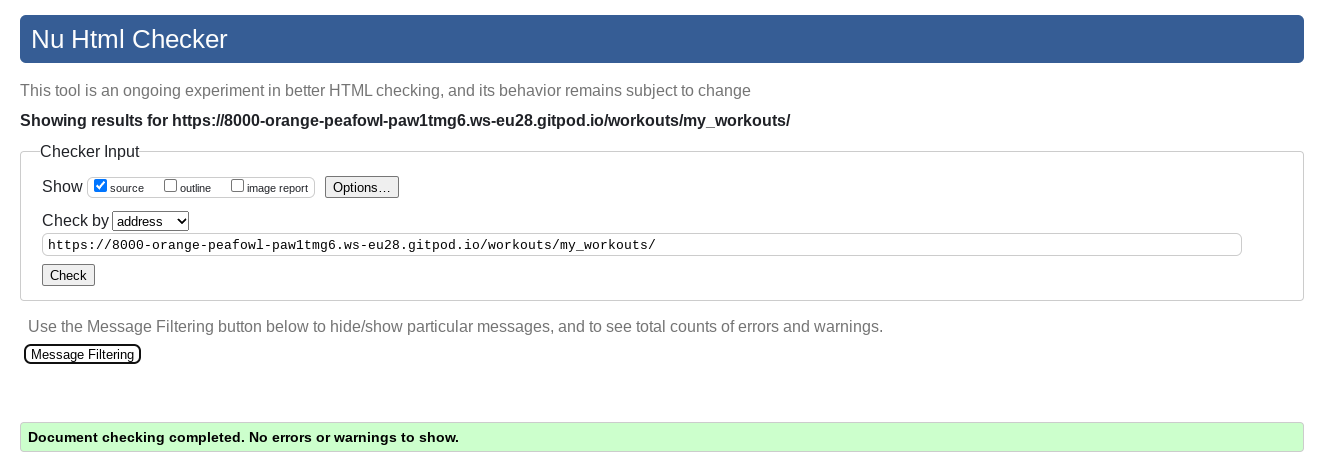 Nu Html Checker
This tool is an ongoing experiment in better HTML checking, and its behavior remains subject to change
Showing results for https://8000-orange-peafowl-paw1tmg6.ws-eu28.gitpod.io/workouts/my_workouts/
Checker Input
Show source outline image report Options...
Check by address
https://8000-orange-peafowl-paw1tmg6.ws-eu28.gitpod.io/workouts/my_workouts/
Check
Use the Message Filtering button below to hide/show particular messages, and to see total counts of errors and warnings.
Message Filtering
Document checking completed. No errors or warnings to show.